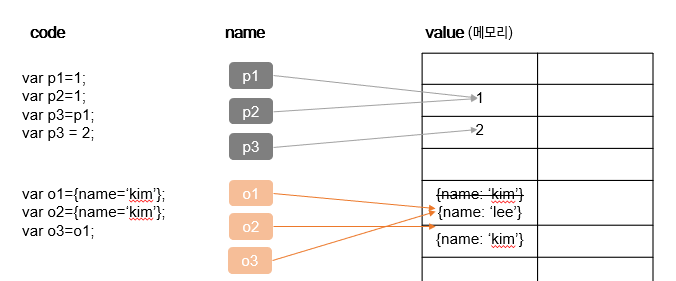 code
name
value (메모리)
var p1=1;
var p2=1;
var p3=p1;
var p3 = 2;
p1
p2
p3
1
2
var o1={name=‘kim’};
var o2={name=‘kim’};
var o3=o1;
o1
o2
o3
{name: ‘kim’}
{name: ‘lee’}
{name: ‘kim’}